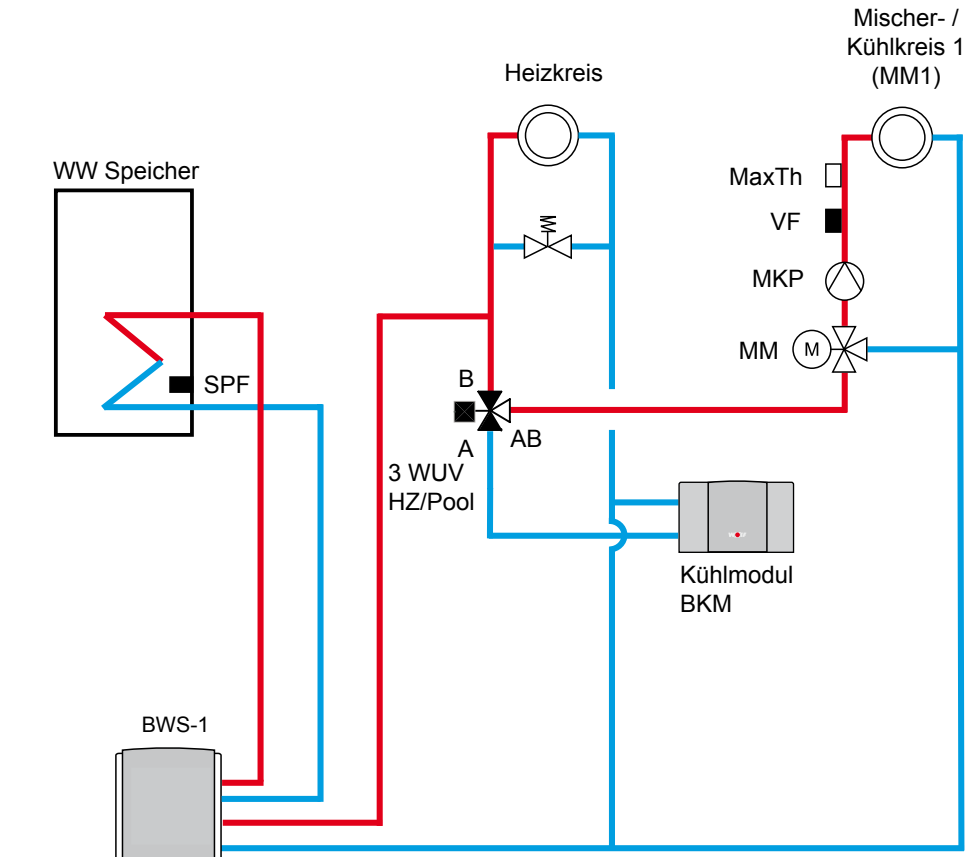 Mischer- /
Kühlkreis 1
(MM1)
Heizkreis
WW Speicher
MaxTh
VF
MKP
MM
M
SPF
B
A
AB
3 WUV
HZ/Pool
Kühlmodul
BKM
BWS-1